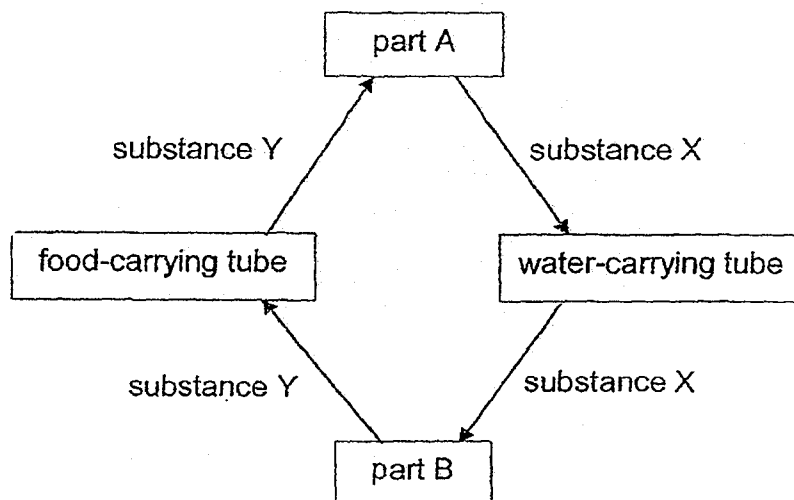 part A
substance Y
substance X
food-carrying tube
water-carrying tube
substance Y
substance X
part B